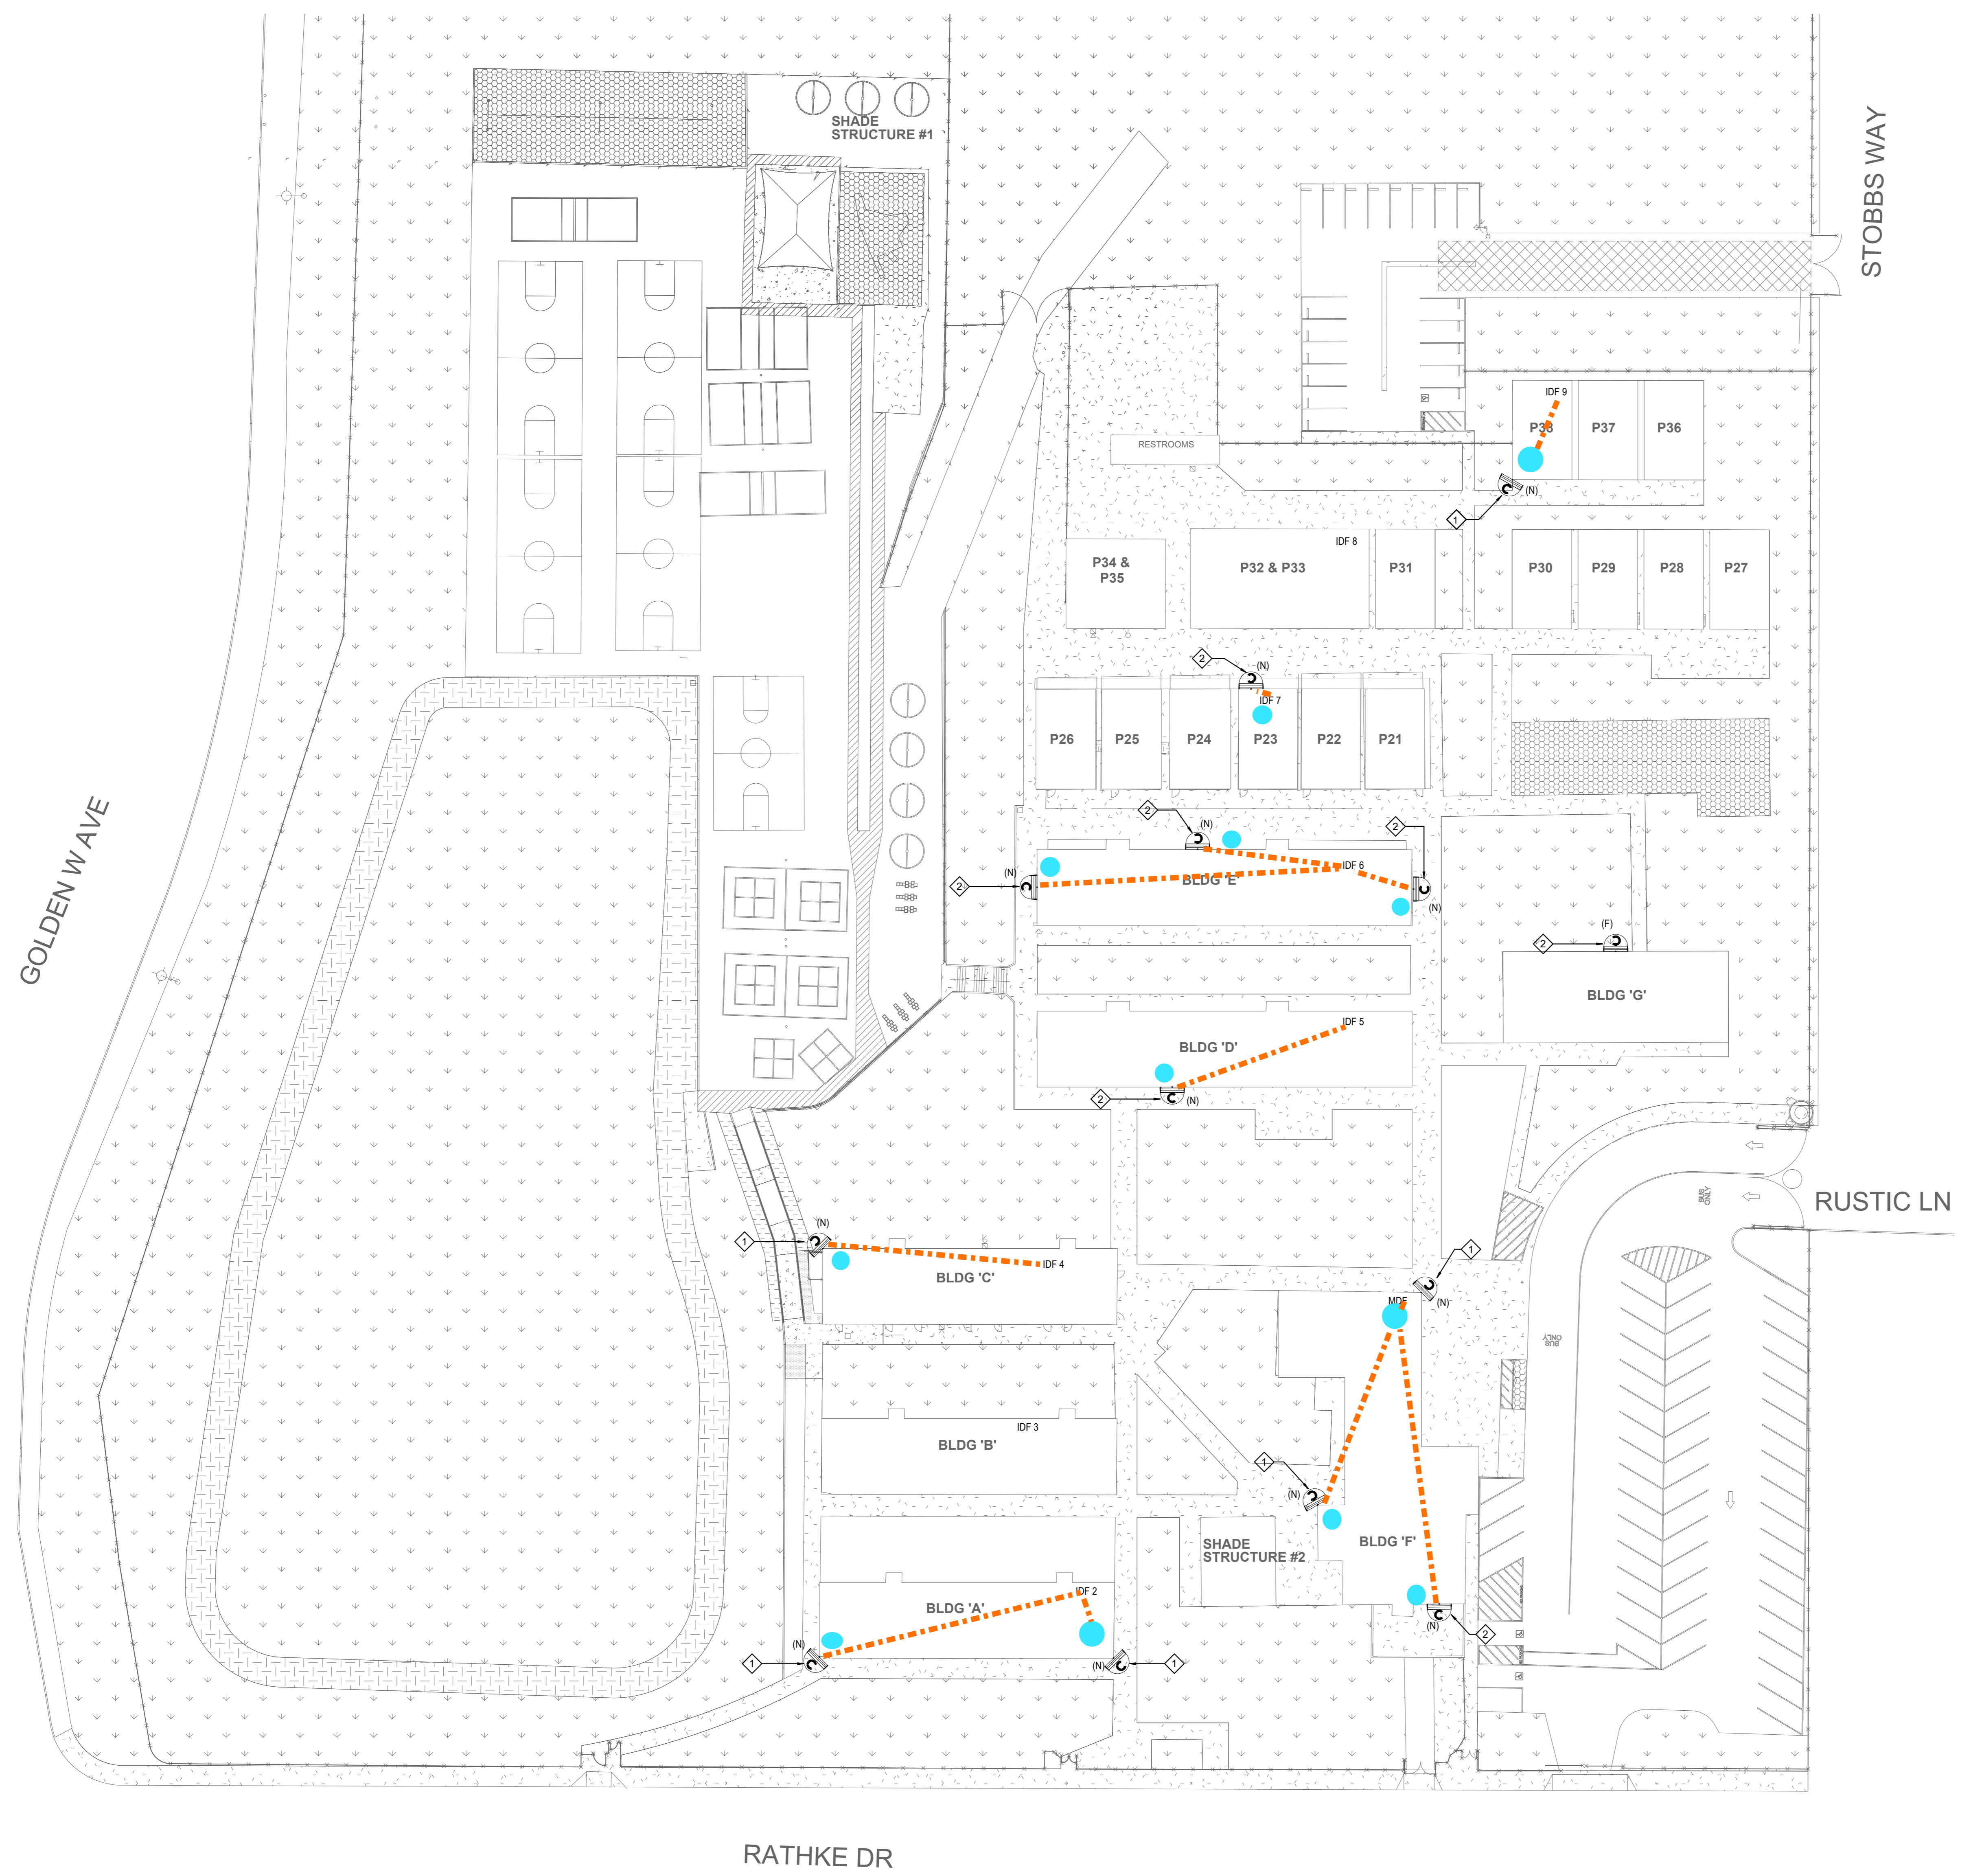 SHADE
STRUCTURE #1
STOBBS WAY
IDF 9
P38
P37
P36
RESTROOMS
(N)
1
IDF 8
P34 &
P35
P32 & P33
P31
P30
P29
P28
P27
2
(N)
IDF 7
P26
P25
P24
P23
P22
P21
GOLDEN W AVE
2
(N)
2
IDF 6
(N)
2
BLDG 'E'
(N)
(F)
2
BLDG 'G'
IDF 5
BLDG 'D'
2
(N)
BUS
ONLY
RUSTIC LN
(N)
1
1
IDF 4
BLDG 'C'
MDF
(N)
BUS
ONLY
IDF 3
BLDG 'B'
1
(N)
SHADE
STRUCTURE #2
BLDG 'F'
IDF 2
BLDG 'A'
(N)
2
(N)
1
(N)
1
RATHKE DR